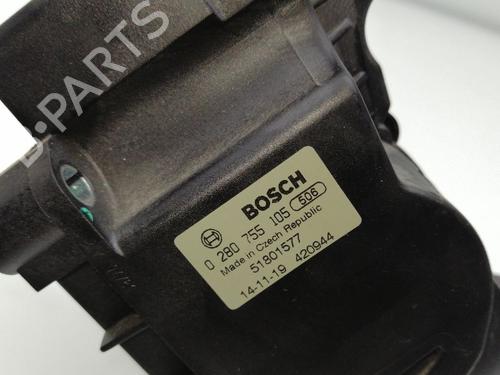 B-PARTS
BOSCH
0 280 755 105 506
Made in Czech Republic
51801577
14-11-19 420944